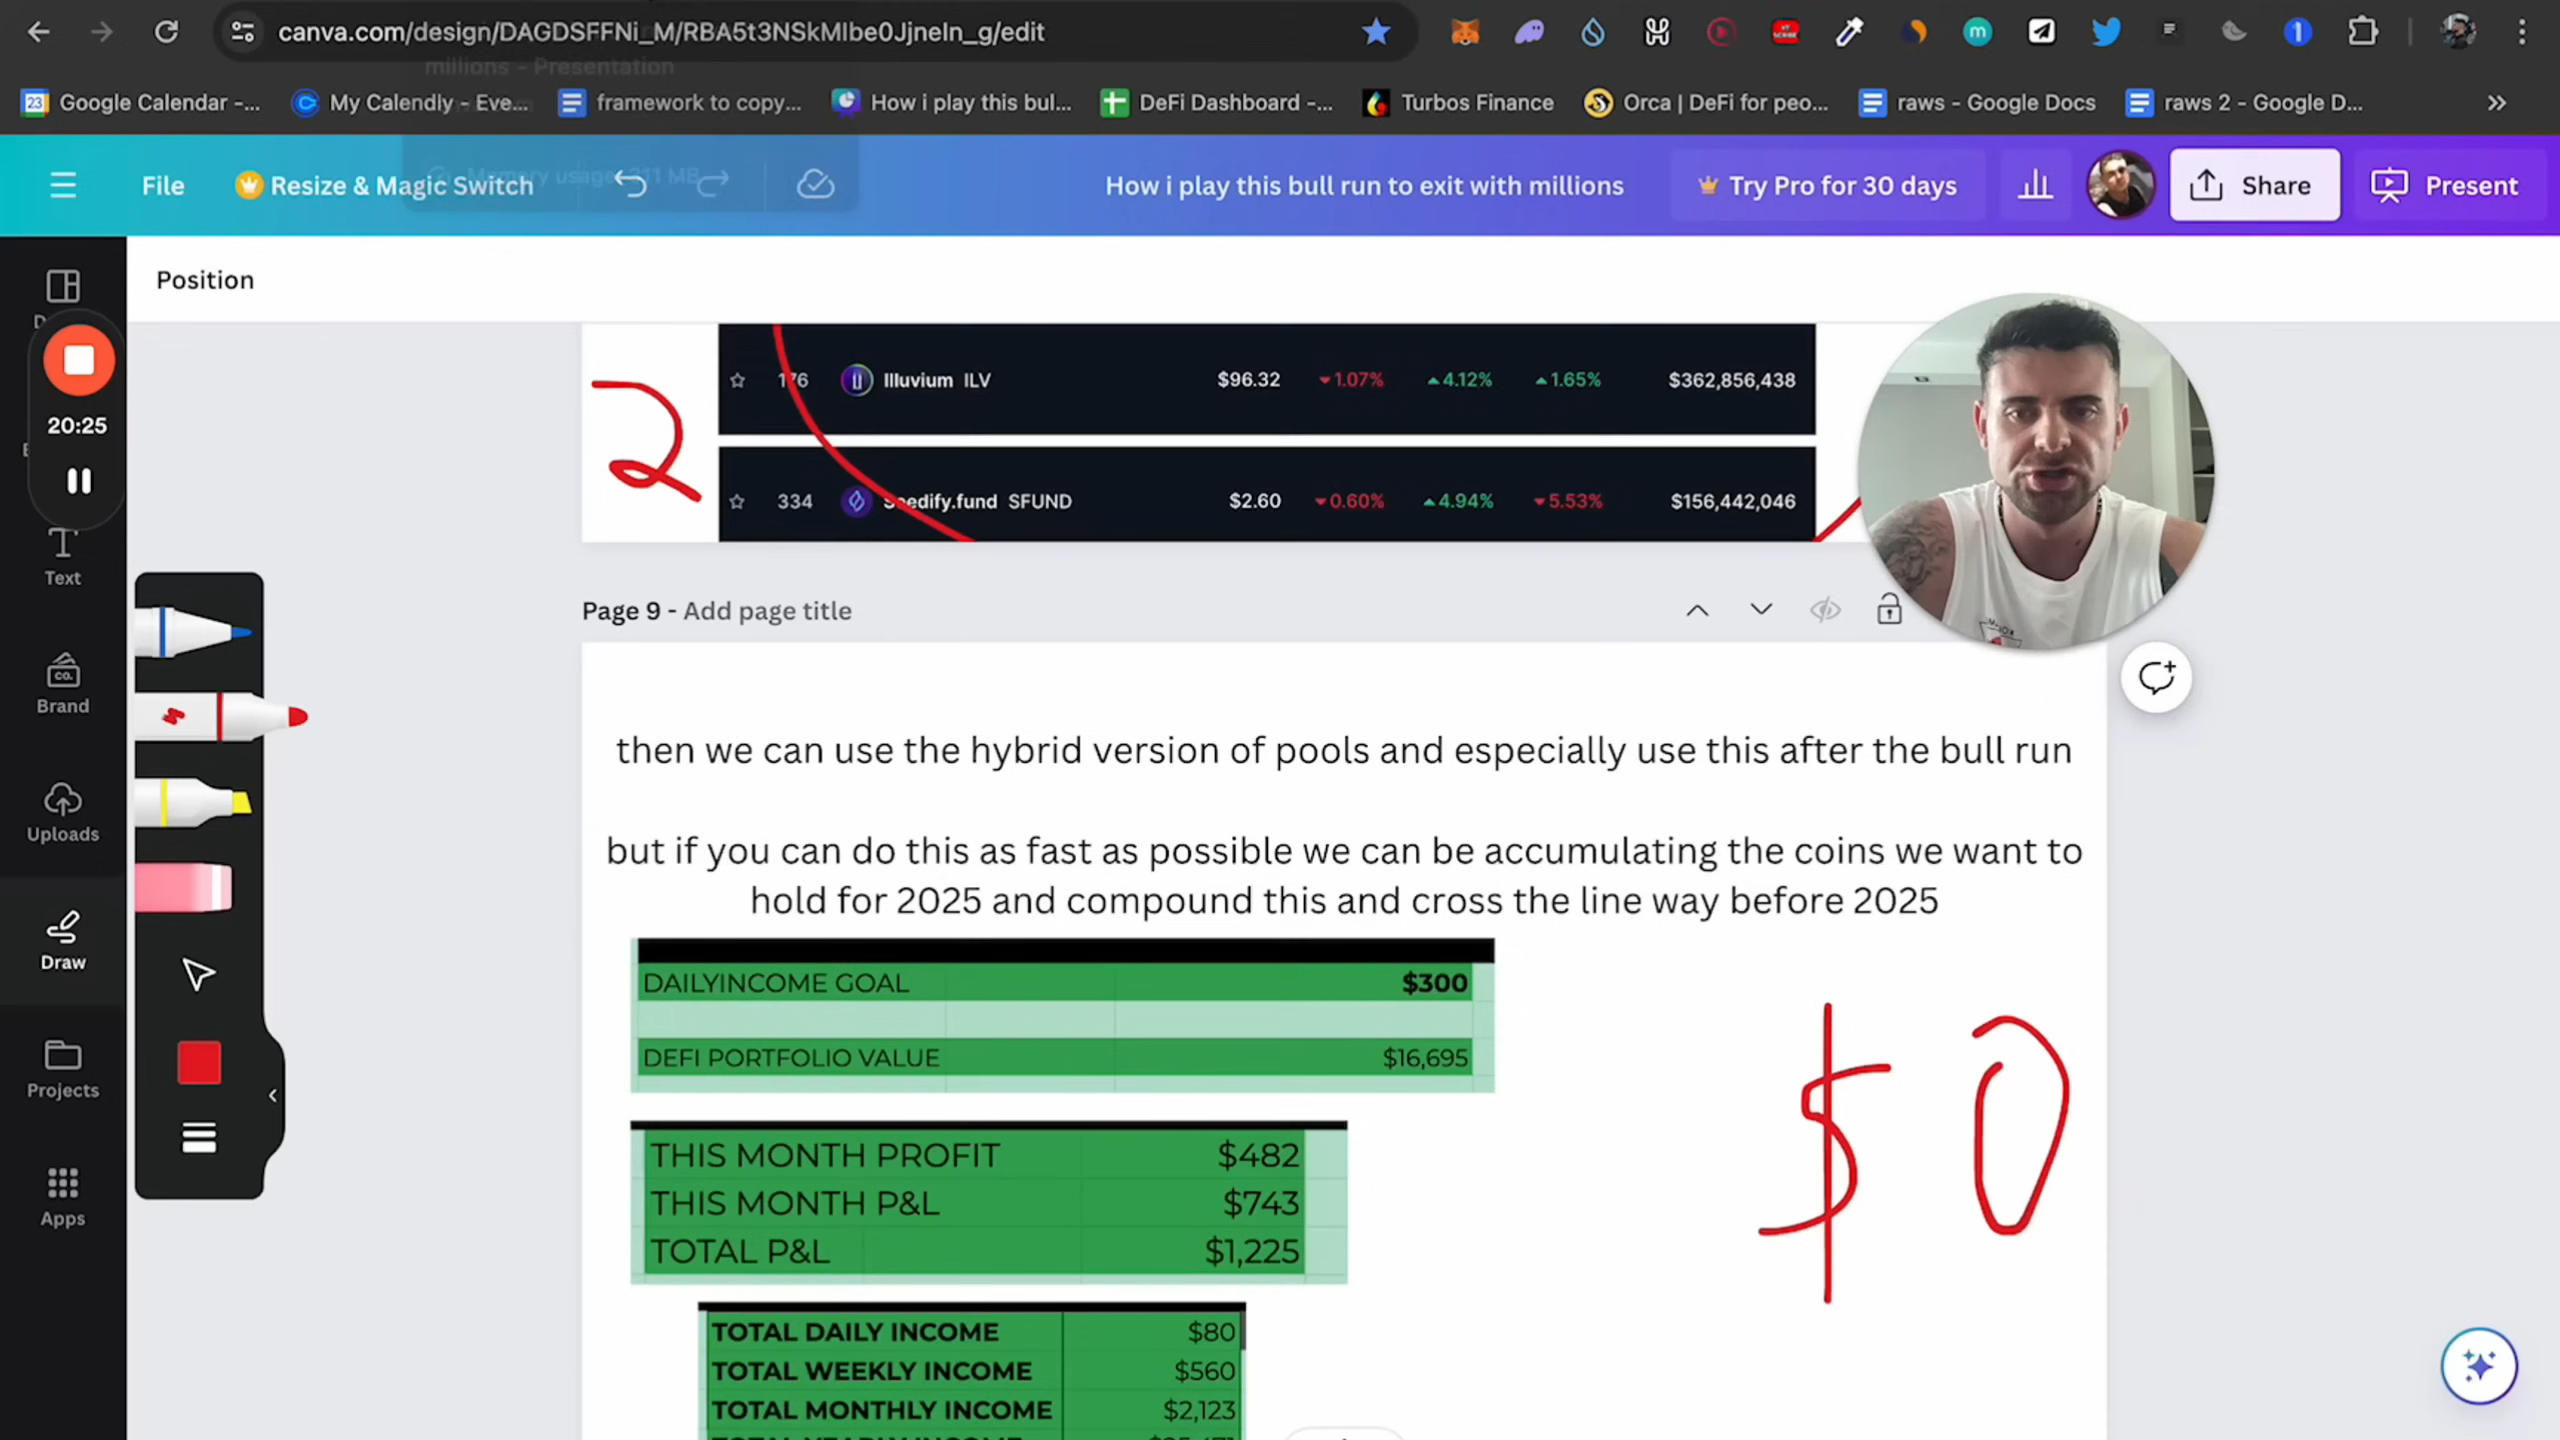 canva.com/design/DAGDSFFNi_M/RBA5t3NSkMIbe0JjneIn_g/edit
millions - Presentation
Google Calendar -...
My Calendly - Eve...
framework to copy...
How i play this bul...
DeFi Dashboard -...
Turbos Finance
Orca | DeFi for peo...
raws - Google Docs
raws 2 - Google D...
File
Resize & Magic Switch
How i play this bull run to exit with millions
Try Pro for 30 days
Share
Present
Position
20:25
Text
Brand
Uploads
Draw
Projects
Apps
2
176 Illuvium ILV $96.32 1.07% 4.12% 1.65% $362,856,438
334 Seedify.fund SFUND $2.60 0.60% 4.94% 5.53% $156,442,046
Page 9 - Add page title
then we can use the hybrid version of pools and especially use this after the bull run
but if you can do this as fast as possible we can be accumulating the coins we want to
hold for 2025 and compound this and cross the line way before 2025
DAILYINCOME GOAL $300
DEFI PORTFOLIO VALUE $16,695
$0
THIS MONTH PROFIT $482
THIS MONTH P&L $743
TOTAL P&L $1,225
TOTAL DAILY INCOME $80
TOTAL WEEKLY INCOME $560
TOTAL MONTHLY INCOME $2,123